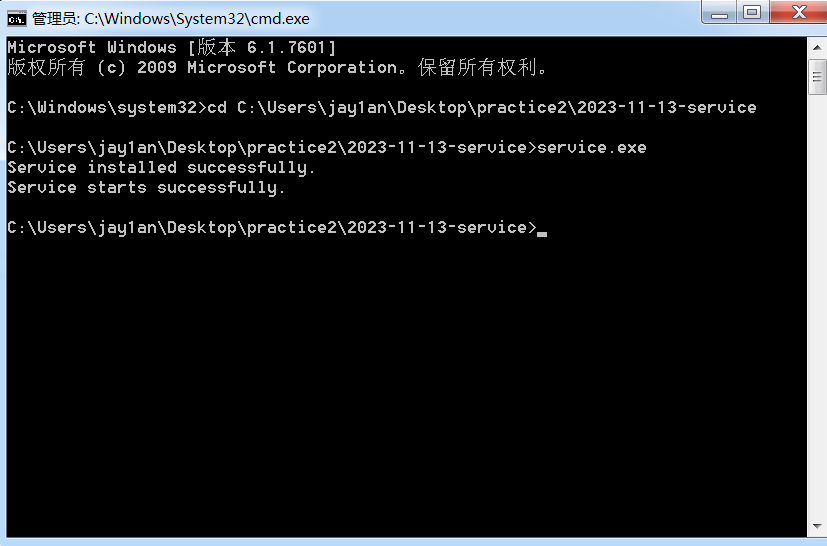 管理员: C:\Windows\System32\cmd.exe
Microsoft Windows [版本 6.1.7601]
版权所有 (c) 2009 Microsoft Corporation。保留所有权利。
C:\Windows\system32>cd C:\Users\jay1an\Desktop\practice2\2023-11-13-service
C:\Users\jay1an\Desktop\practice2\2023-11-13-service>service.exe
Service installed successfully.
Service starts successfully.
C:\Users\jay1an\Desktop\practice2\2023-11-13-service>